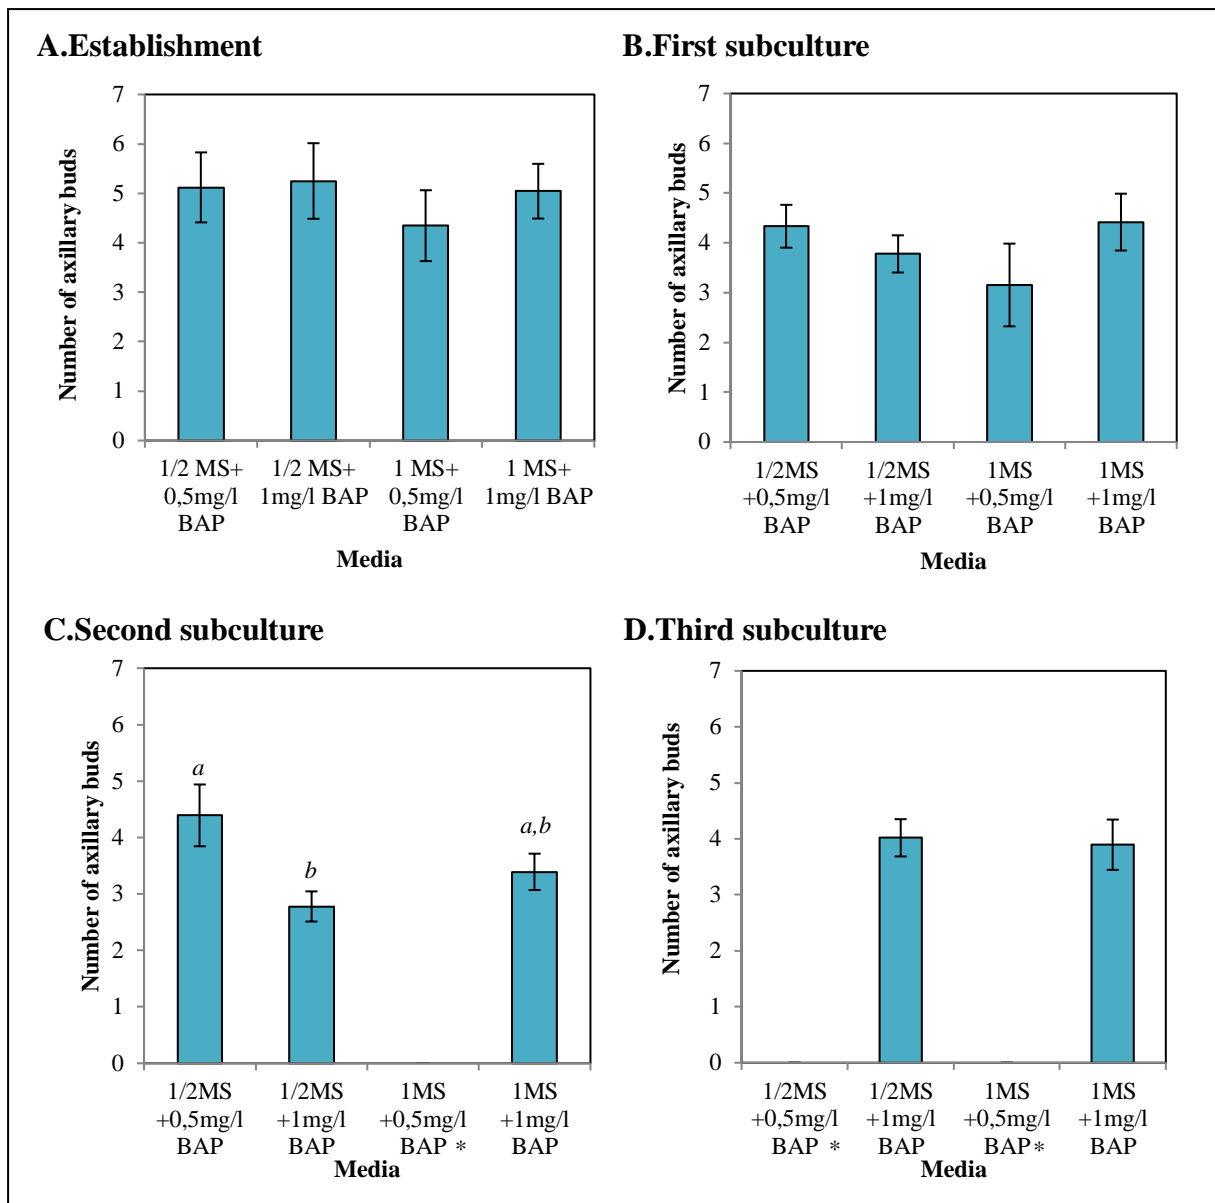 A.Establishment
Number of axillary buds
7
6
5
4
3
2
1
0
1/2 MS+ 1/2 MS+ 1 MS+ 1 MS+
0,5mg/l 1mg/l BAP 0,5mg/l 1mg/l BAP
BAP BAP
Media
B.First subculture
Number of axillary buds
7
6
5
4
3
2
1
0
1/2MS 1/2MS 1MS 1MS
+0,5mg/l +1mg/l +0,5mg/l +1mg/l
BAP BAP BAP BAP
Media
C.Second subculture
Number of axillary buds
7
6
5
4
3
2
1
0
a
b
a,b
1/2MS 1/2MS 1MS 1MS
+0,5mg/l +1mg/l +0,5mg/l +1mg/l
BAP BAP BAP * BAP
Media
D.Third subculture
Number of axillary buds
7
6
5
4
3
2
1
0
1/2MS 1/2MS 1MS 1MS
+0,5mg/l +1mg/l +0,5mg/l +1mg/l
BAP * BAP BAP* BAP
Media